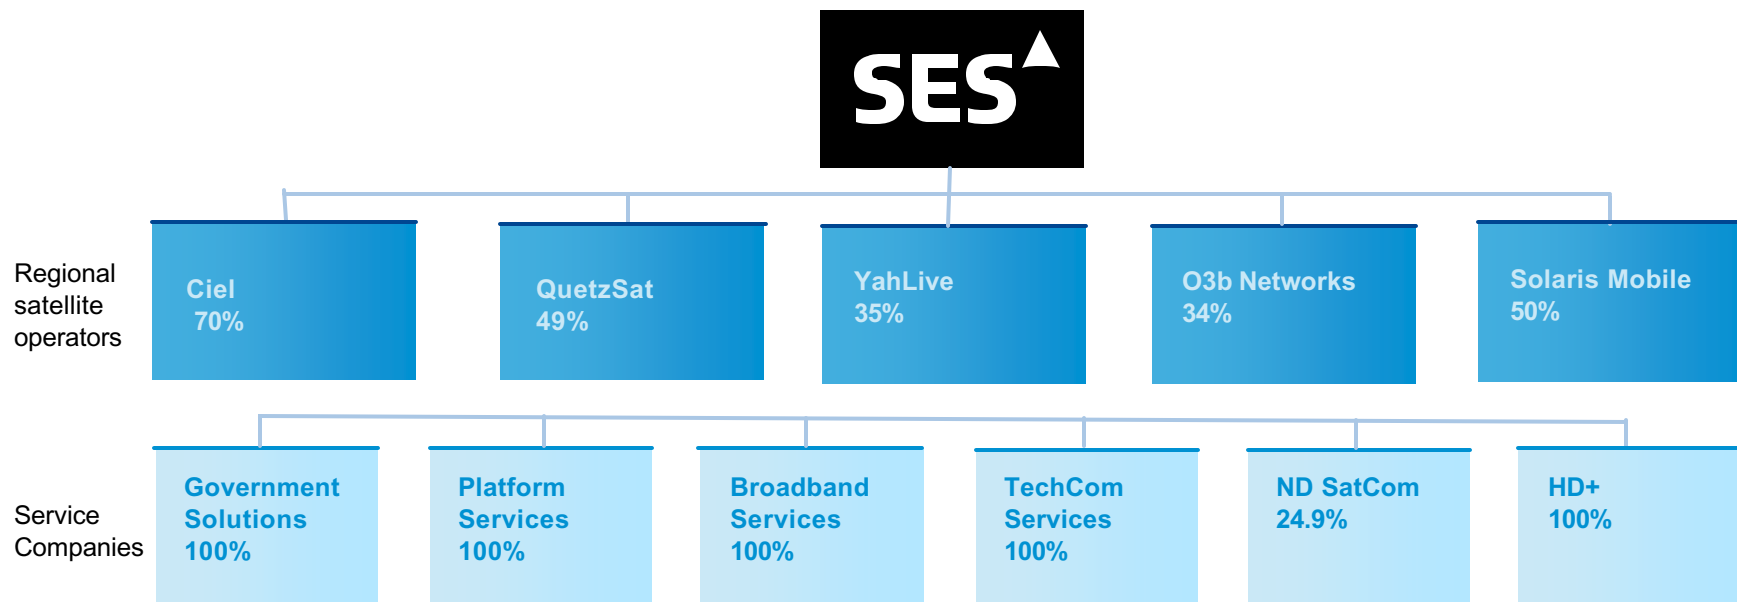 SES
Regional
satellite
operators
Ciel
70%
QuetzSat
49%
YahLive
35%
O3b Networks
34%
Solaris Mobile
50%
Service
Companies
Government
Solutions
100%
Platform
Services
100%
Broadband
Services
100%
TechCom
Services
100%
ND SatCom
24.9%
HD+
100%